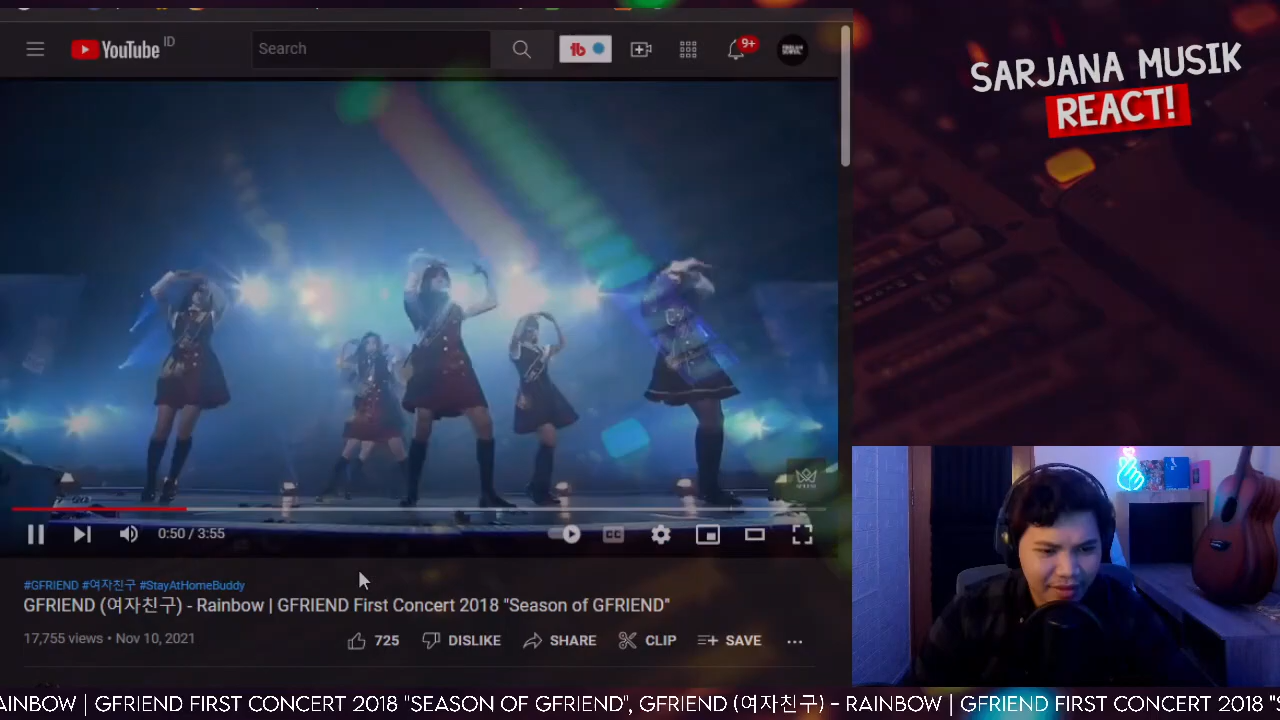 YouTube ID
Search
9+
SARJANA MUSIK
REACT!
0:50 / 3:55
CC
#GFRIEND #여자친구 #StayAtHomeBuddy
GFRIEND (여자친구) - Rainbow | GFRIEND First Concert 2018 "Season of GFRIEND"
17,755 views • Nov 10, 2021
725
DISLIKE
SHARE
CLIP
SAVE
AINBOW | GFRIEND FIRST CONCERT 2018 "SEASON OF GFRIEND", GFRIEND (여자친구) - RAINBOW | GFRIEND FIRST CONCERT 2018 "S